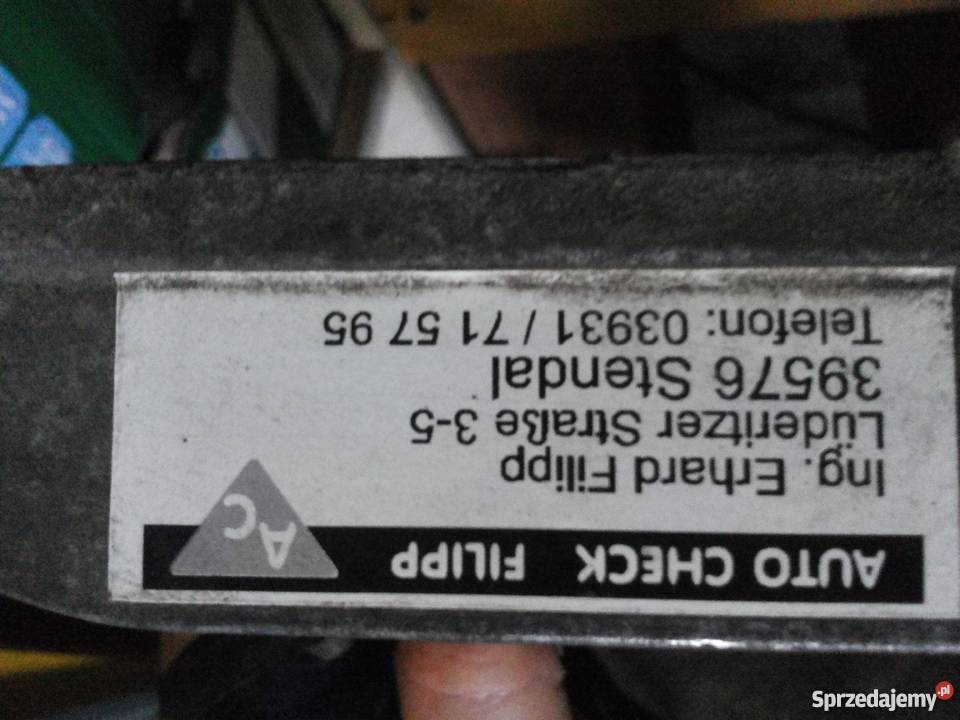 AUTO CHECK FILIPP
AC
Ing. Erhard Filipp
Lüderitzer Straße 3-5
39576 Stendal
Telefon: 03931 / 71 57 95
Sprzedajemy.pl